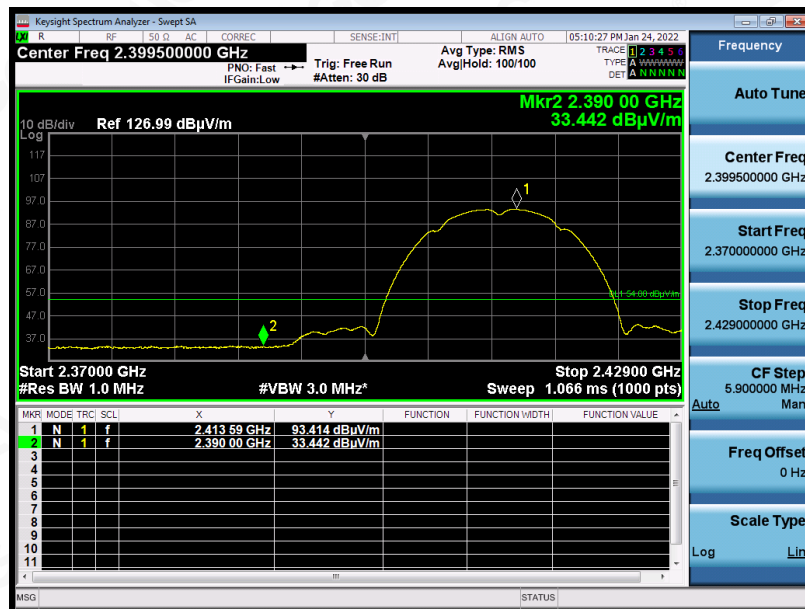 Keysight Spectrum Analyzer - Swept SA
LXI R RF 50 Ω AC CORREC SENSE:INT ALIGN AUTO 05:10:27 PM Jan 24, 2022
Center Freq 2.399500000 GHz
PNO: Fast
IFGain:Low
Trig: Free Run
#Atten: 30 dB
Avg Type: RMS
Avg|Hold: 100/100
TRACE 1 2 3 4 5 6
TYPE A WWWWW
DET A N N N N N
Mkr2 2.390 00 GHz
33.442 dBµV/m
10 dB/div Ref 126.99 dBµV/m
Log
117
107
97.0
87.0
77.0
67.0
57.0
47.0
37.0
1
2
DL1 54.00 dBµV/m
Start 2.37000 GHz Stop 2.42900 GHz
#Res BW 1.0 MHz #VBW 3.0 MHz* Sweep 1.066 ms (1000 pts)
MKR MODE TRC SCL X Y FUNCTION FUNCTION WIDTH FUNCTION VALUE
1 N 1 f 2.413 59 GHz 93.414 dBµV/m
2 N 1 f 2.390 00 GHz 33.442 dBµV/m
3
4
5
6
7
8
9
10
11
MSG STATUS
Frequency
Auto Tune
Center Freq
2.399500000 GHz
Start Freq
2.370000000 GHz
Stop Freq
2.429000000 GHz
CF Step
5.900000 MHz
Auto Man
Freq Offset
0 Hz
Scale Type
Log Lin